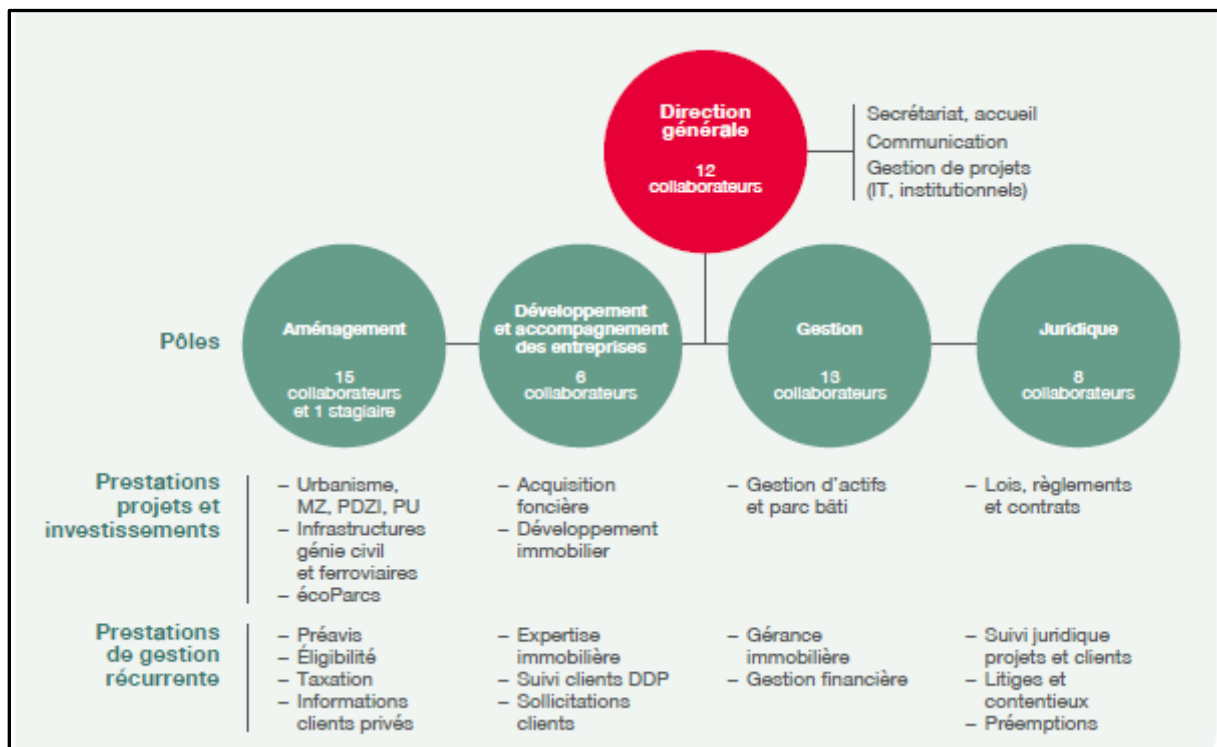 Direction
générale
12
collaborateurs
Secrétariat, accueil
Communication
Gestion de projets
(IT, institutionnels)
Pôles
Aménagement
15
collaborateurs
et 1 stagiaire
Développement
et accompagnement
des entreprises
6
collaborateurs
Gestion
13
collaborateurs
Juridique
8
collaborateurs
Prestations
projets et
investissements
– Urbanisme,
MZ, PDZI, PU
– Infrastructures
génie civil
et ferroviaires
– écoParcs
– Acquisition
foncière
– Développement
immobilier
– Gestion d'actifs
et parc bâti
– Lois, règlements
et contrats
Prestations
de gestion
récurrente
– Préavis
– Éligibilité
– Taxation
– Informations
clients privés
– Expertise
immobilière
– Suivi clients DDP
– Sollicitations
clients
– Gérance
immobilière
– Gestion financière
– Suivi juridique
projets et clients
– Litiges et
contentieux
– Préemptions